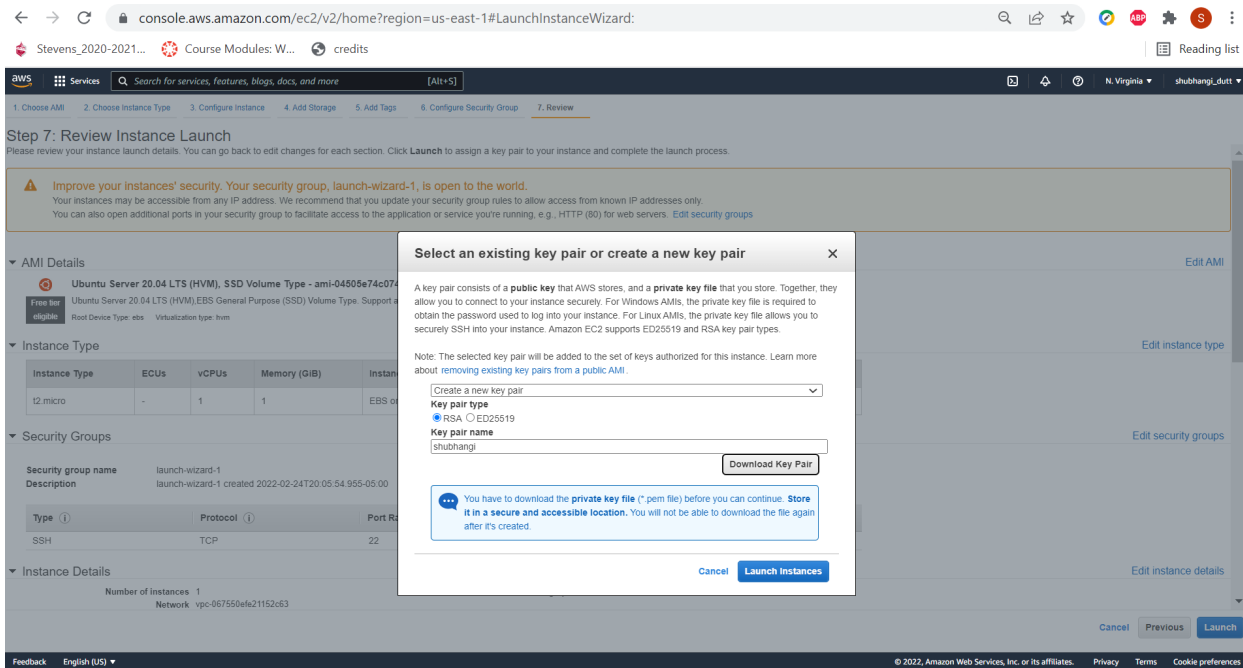 console.aws.amazon.com/ec2/v2/home?region=us-east-1#LaunchInstanceWizard:
ABP
S
Stevens_2020-2021... Course Modules: W... credits Reading list
aws Services Search for services, features, blogs, docs, and more [Alt+S] N. Virginia ▼ shubhangi_dutt ▼
1. Choose AMI 2. Choose Instance Type 3. Configure Instance 4. Add Storage 5. Add Tags 6. Configure Security Group 7. Review
Step 7: Review Instance Launch
Please review your instance launch details. You can go back to edit changes for each section. Click Launch to assign a key pair to your instance and complete the launch process.
Improve your instances' security. Your security group, launch-wizard-1, is open to the world.
Your instances may be accessible from any IP address. We recommend that you update your security group rules to allow access from known IP addresses only.
You can also open additional ports in your security group to facilitate access to the application or service you're running, e.g., HTTP (80) for web servers. Edit security groups
AMI Details Edit AMI
Ubuntu Server 20.04 LTS (HVM), SSD Volume Type - ami-04505e74c074
Free tier eligible
Ubuntu Server 20.04 LTS (HVM),EBS General Purpose (SSD) Volume Type. Support a
Root Device Type: ebs Virtualization type: hvm
Instance Type Edit instance type
Instance Type ECUs vCPUs Memory (GiB) Instan
t2.micro - 1 1 EBS o
Security Groups Edit security groups
Security group name launch-wizard-1
Description launch-wizard-1 created 2022-02-24T20:05:54.955-05:00
Type Protocol Port Ra
SSH TCP 22
Instance Details Edit instance details
Number of instances 1
Network vpc-067550efe21152c63
Select an existing key pair or create a new key pair ×
A key pair consists of a public key that AWS stores, and a private key file that you store. Together, they
allow you to connect to your instance securely. For Windows AMIs, the private key file is required to
obtain the password used to log into your instance. For Linux AMIs, the private key file allows you to
securely SSH into your instance. Amazon EC2 supports ED25519 and RSA key pair types.
Note: The selected key pair will be added to the set of keys authorized for this instance. Learn more
about removing existing key pairs from a public AMI.
Create a new key pair
Key pair type
RSA ED25519
Key pair name
shubhangi
Download Key Pair
You have to download the private key file (*.pem file) before you can continue. Store
it in a secure and accessible location. You will not be able to download the file again
after it's created.
Cancel Launch Instances
Cancel Previous Launch
Feedback English (US) ▼ © 2022, Amazon Web Services, Inc. or its affiliates. Privacy Terms Cookie preferences